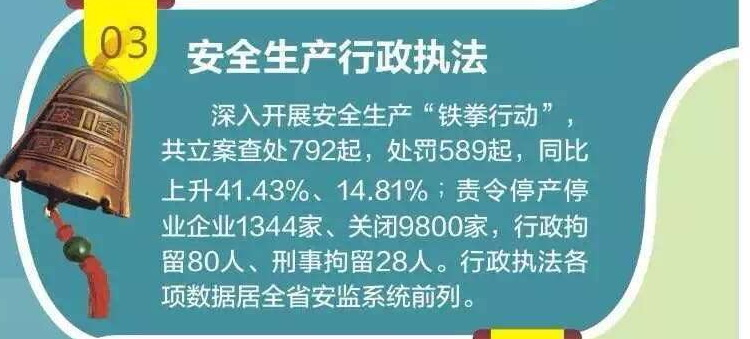 03
安全生产行政执法
深入开展安全生产“铁拳行动”，
共立案查处792起，处罚589起，同比
上升41.43%、14.81%；责令停产停
业企业1344家、关闭9800家，行政拘
留80人、刑事拘留28人。行政执法各
项数据居全省安监系统前列。
安全